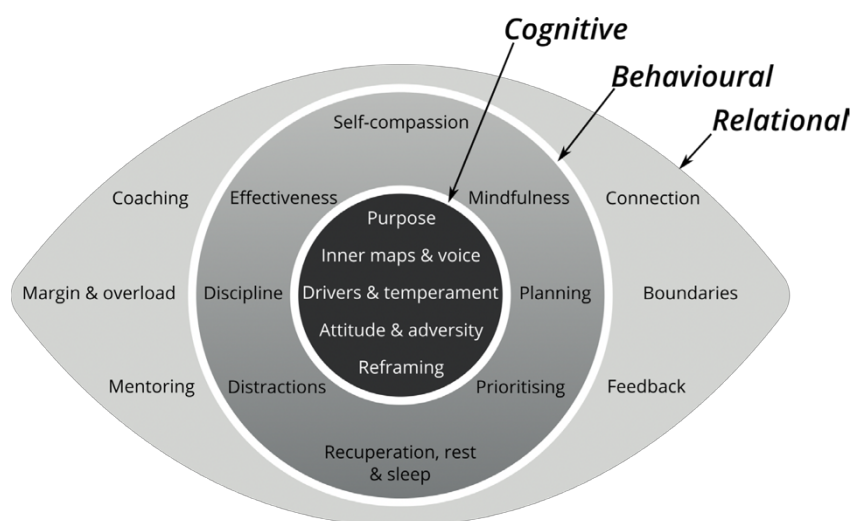 Cognitive
Behavioural
Relational
Self-compassion
Coaching
Effectiveness
Mindfulness
Connection
Purpose
Inner maps & voice
Margin & overload
Discipline
Drivers & temperament
Planning
Boundaries
Attitude & adversity
Reframing
Mentoring
Distractions
Prioritising
Feedback
Recuperation, rest
& sleep